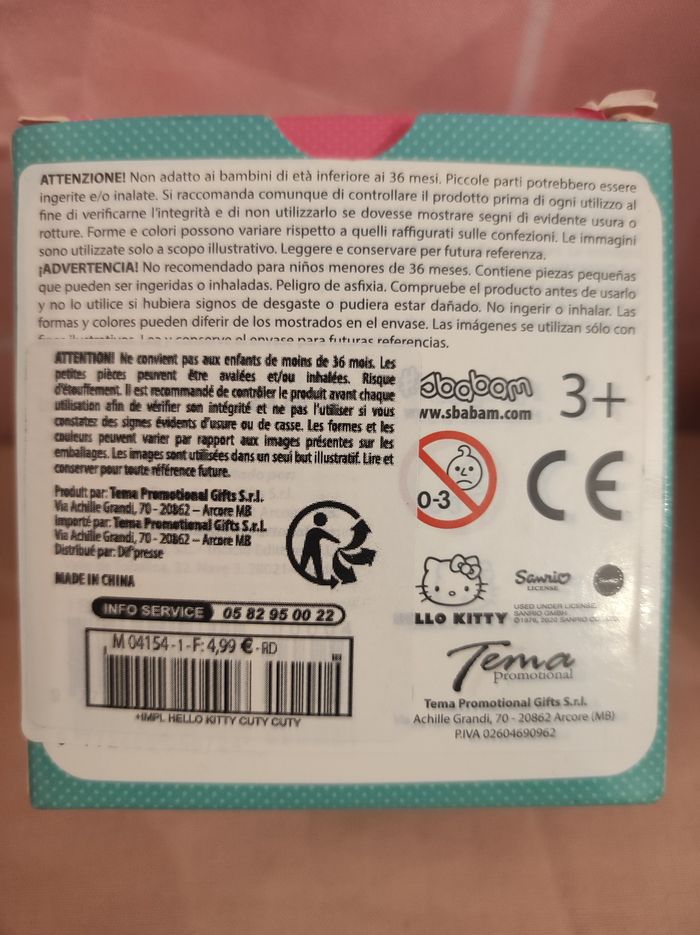 ATTENZIONE! Non adatto ai bambini di età inferiore ai 36 mesi. Piccole parti potrebbero essere
ingerite e/o inalate. Si raccomanda comunque di controllare il prodotto prima di ogni utilizzo al
fine di verificarne l'integrità e di non utilizzarlo se dovesse mostrare segni di evidente usura o
rotture. Forme e colori possono variare rispetto a quelli raffigurati sulle confezioni. Le immagini
sono utilizzate solo a scopo illustrativo. Leggere e conservare per futura referenza.
¡ADVERTENCIA! No recomendado para niños menores de 36 meses. Contiene piezas pequeñas
que pueden ser ingeridas o inhaladas. Peligro de asfixia. Compruebe el producto antes de usarlo
y no lo utilice si hubiera signos de desgaste o pudiera estar dañado. No ingerir o inhalar. Las
formas y colores pueden diferir de los mostrados en el envase. Las imágenes se utilizan sólo con
para futuras referencias.
ATTENTION! Ne convient pas aux enfants de moins de 36 mois. Les
petites pièces peuvent être avalées et/ou inhalées. Risque
d'étouffement. Il est recommandé de contrôler le produit avant chaque
utilisation afin de vérifier son intégrité et ne pas l'utiliser si vous
constatez des signes évidents d'usure ou de casse. Les formes et les
couleurs peuvent varier par rapport aux images présentes sur les
emballages. Les images sont utilisées dans un seul but illustratif. Lire et
conserver pour toute référence future.
Produit par: Tema Promotional Gifts S.r.l.
Via Achille Grandi, 70 - 20862 – Arcore MB
Importé par: Tema Promotional Gifts S.r.l.
Via Achille Grandi, 70 - 20862 – Arcore MB
Distribué par: Dif'presse
MADE IN CHINA
INFO SERVICE 05 82 95 00 22
M 04154-1-F: 4,99 €-RD
+IMPL HELLO KITTY CUTY CUTY
sbabam
ww.sbabam.com
3+
0-3
CE
LLO KITTY
Sanrio
LICENSE
USED UNDER LICENSE.
SANRIO GMBH.
©1976, 2020 SANRIO CO., LTD.
Tema
Promotional
Tema Promotional Gifts S.r.l.
Achille Grandi, 70 - 20862 Arcore (MB)
P.IVA 02604690962